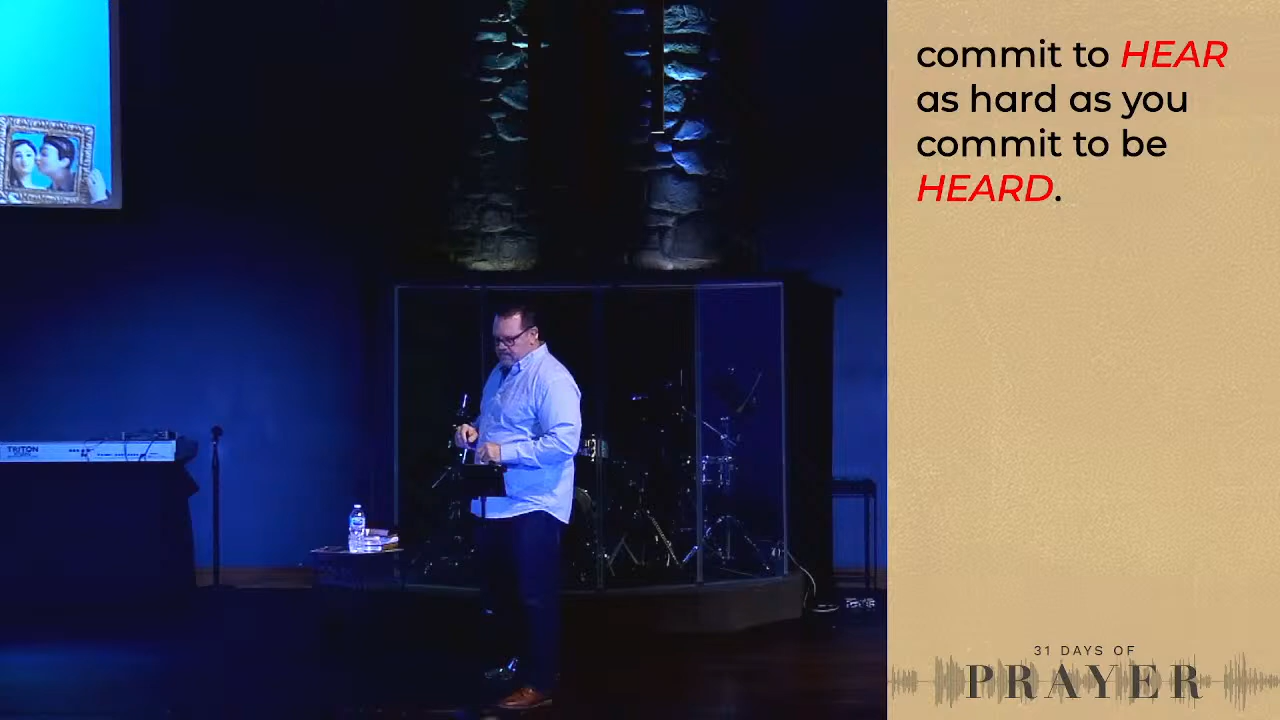 commit to HEAR
as hard as you
commit to be
HEARD.
TRITON
31 DAYS OF
PRAYER